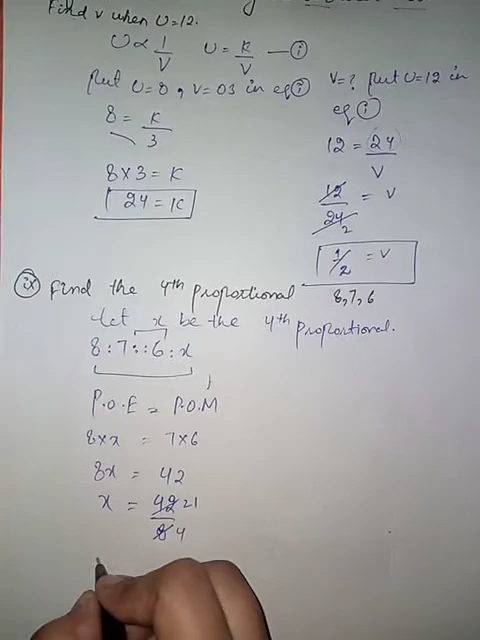 Find v when U=12.
U ∝ 1/V U = K/V — (i)
Put U=8, V=03 in eq (i)
8 = K/3
8 × 3 = K
24 = K
V=? Put U=12 in
eq (i)
12 = 24/V
12/24 2 = V
1/2 = V
(ix) Find the 4th proportional
8, 7, 6
Let x be the 4th proportional.
8 : 7 :: 6 : x
P.O.E = P.O.M
8 × x = 7 × 6
8x = 42
x = 42 21
8 4